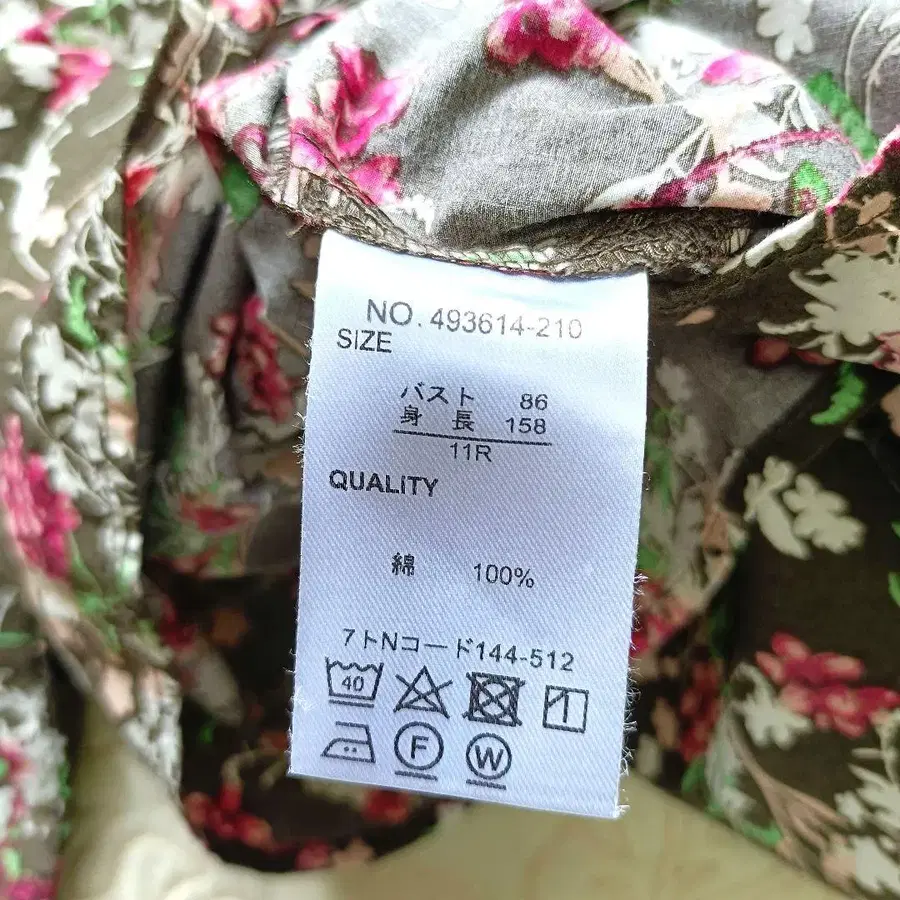 NO. 493614-210
SIZE
バスト 86
身 長 158
11R
QUALITY
綿 100%
7トNコード144-512
40
F W